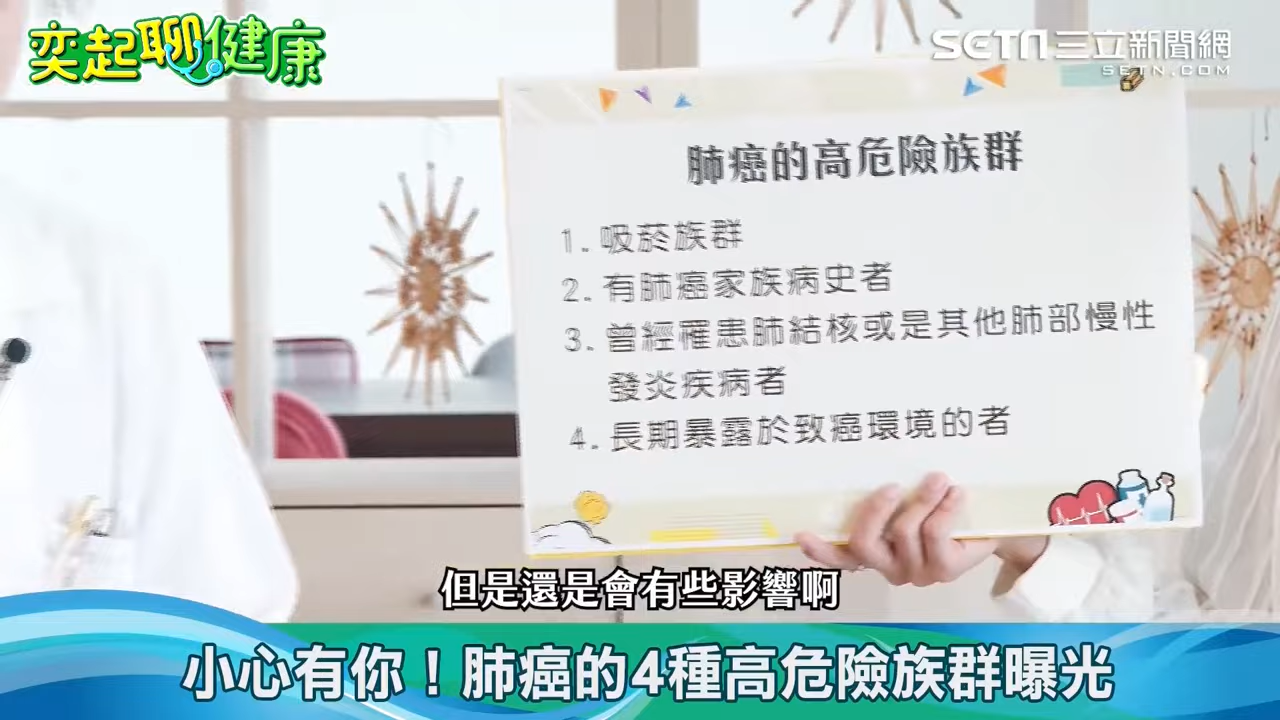 奕起聊健康
SETN三立新聞網
SETN.COM
肺癌的高危險族群
1. 吸菸族群
2. 有肺癌家族病史者
3. 曾經罹患肺結核或是其他肺部慢性
發炎疾病者
4. 長期暴露於致癌環境的者
但是還是會有些影響啊
小心有你！肺癌的4種高危險族群曝光